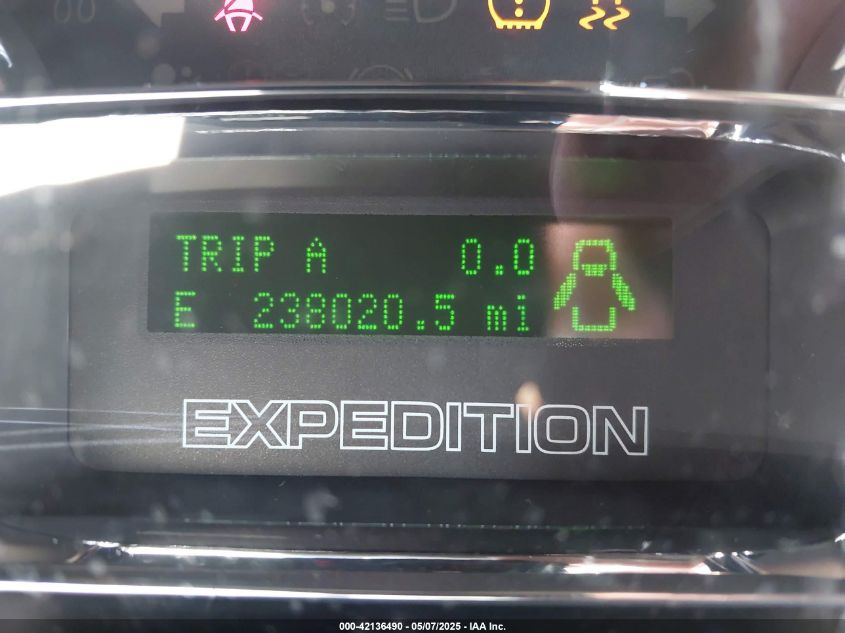 TRIP A 0.0
E 238020.5 mi
EXPEDITION
000-42136490 - 05/07/2025 - IAA Inc.